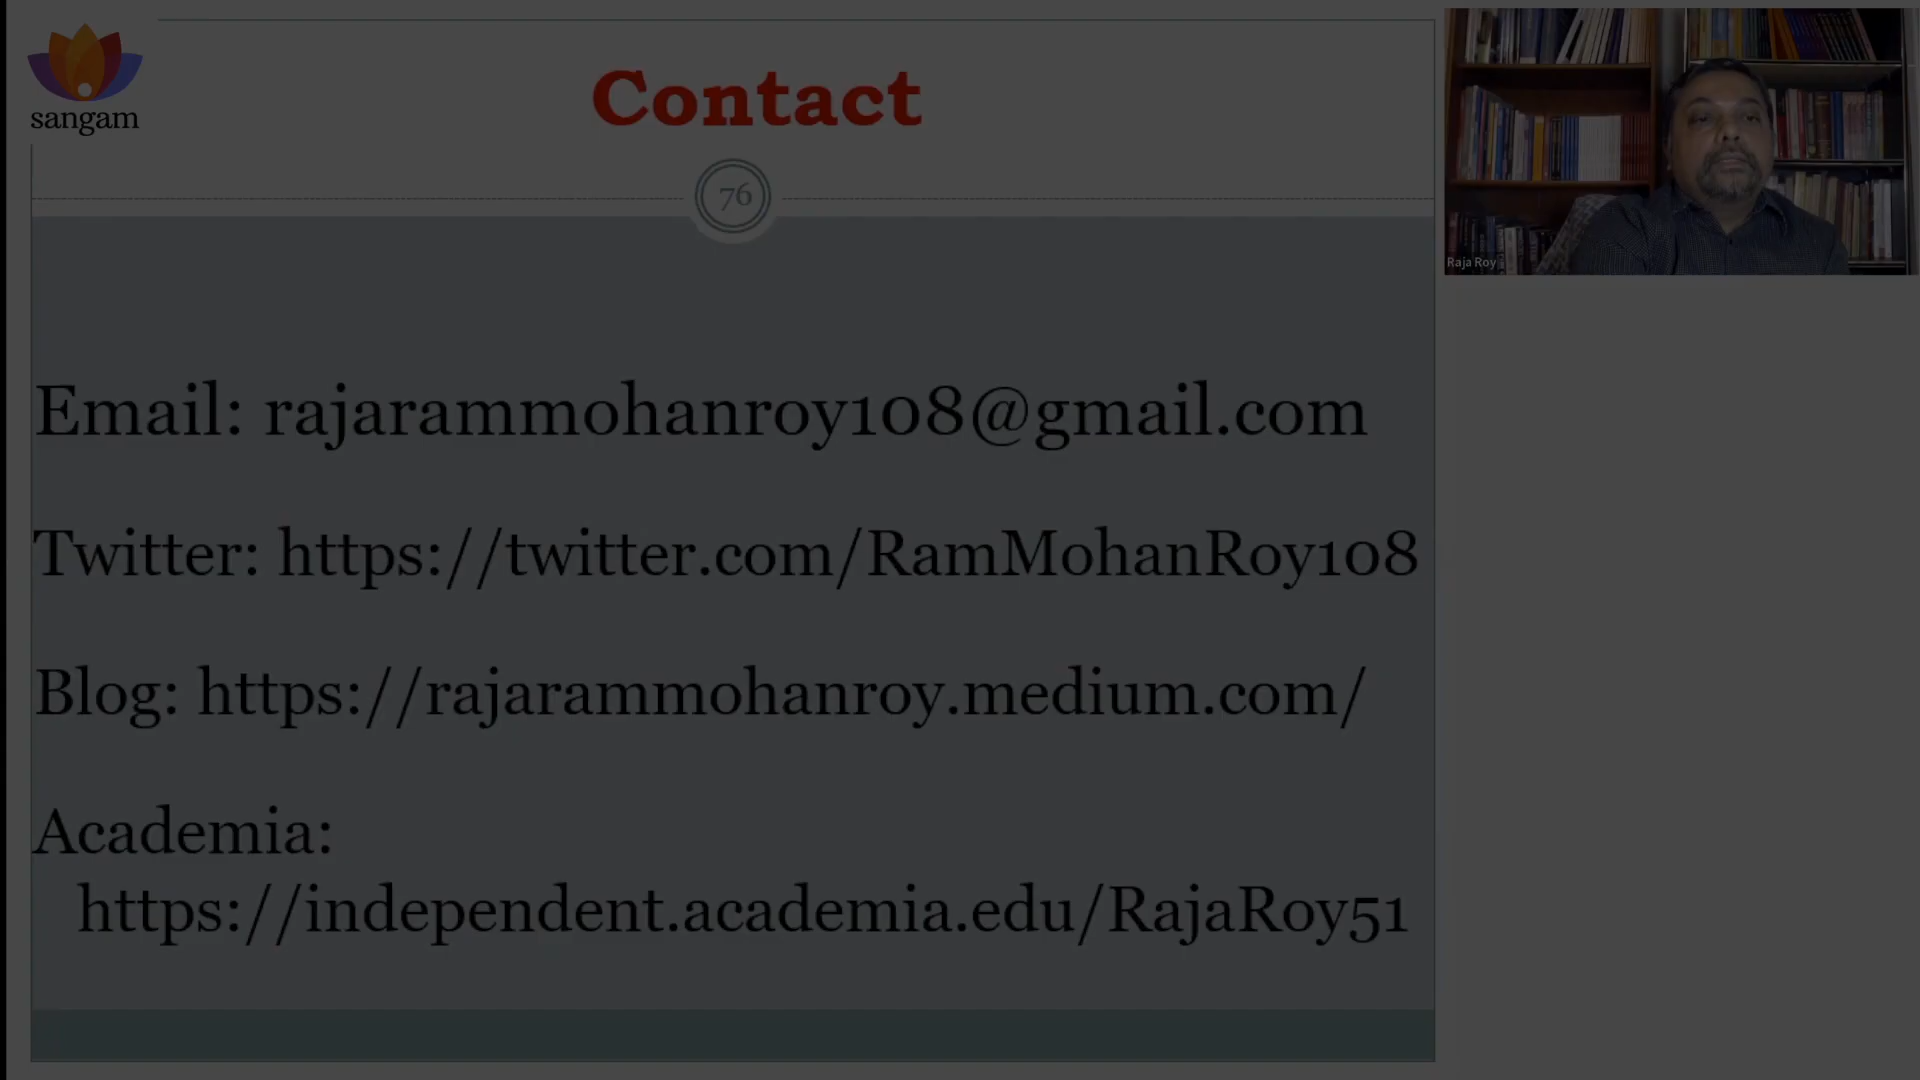 sangam
Contact
76
Raja Roy
Email: rajarammohanroy108@gmail.com
Twitter: https://twitter.com/RamMohanRoy108
Blog: https://rajarammohanroy.medium.com/
Academia:
https://independent.academia.edu/RajaRoy51